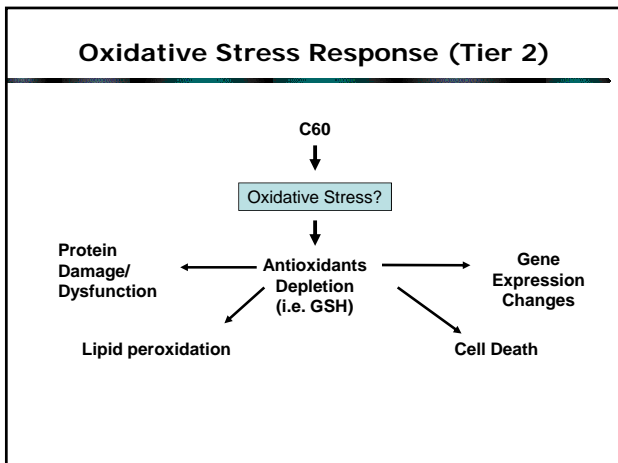 Oxidative Stress Response (Tier 2)
C60
Oxidative Stress?
Protein
Damage/
Dysfunction
Antioxidants
Depletion
(i.e. GSH)
Gene
Expression
Changes
Lipid peroxidation
Cell Death